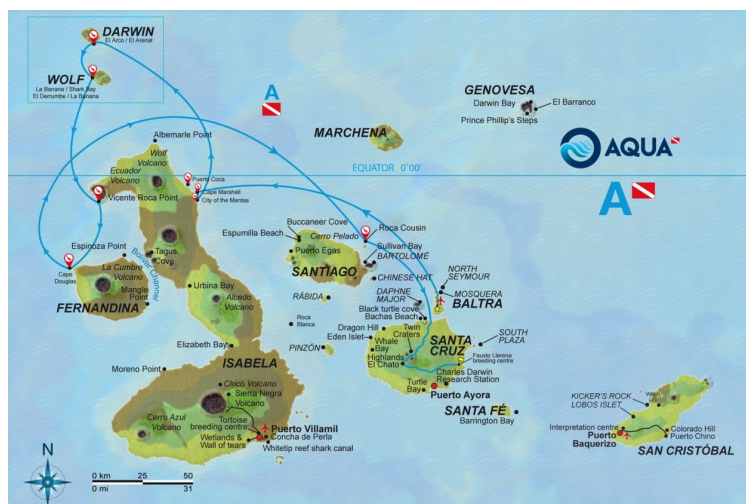 DARWIN
El Arco / El Arenal
WOLF
La Banana / Shark Bay
El Derrumbe / La Banana
A
GENOVESA
Darwin Bay
El Barranco
Prince Phillip's Steps
MARCHENA
AQUA
EQUATOR 0°00'
A
Albemarle Point
Wolf
Volcano
Ecuador
Volcano
Puerto Coca
Cape Marshall
City of the Mantas
Vicente Roca Point
Espinoza Point
Tagus
Cove
Bolivar Channel
Cape
Douglas
La Cumbre
Volcano
Mangle
Point
FERNANDINA
Urbina Bay
Alcedo
Volcano
Buccaneer Cove
Cerro Pelado
Espumilla Beach
Puerto Egas
SANTIAGO
Roca Cousin
Sullivan Bay
BARTOLOMÉ
CHINESE HAT
RÁBIDA
Roca
Blanca
PINZÓN
DAPHNE
MAJOR
NORTH
SEYMOUR
MOSQUERA
BALTRA
Black turtle cove
Bachas Beach
Dragon Hill
Eden Islet
Whale
Bay
Twin
Craters
Highlands
El Chato
SANTA
CRUZ
SOUTH
PLAZA
Fausto Llerena
breeding centre
Charles Darwin
Research Station
Turtle
Bay
Puerto Ayora
SANTA FÉ
Barrington Bay
Elizabeth Bay
ISABELA
Moreno Point
Chico Volcano
Sierra Negra
Volcano
Cerro Azul
Volcano
Tortoise
breeding centre
Puerto Villamil
Concha de Perla
Wetlands &
Wall of tears
Whitetip reef shark canal
KICKER'S ROCK
LOBOS ISLET
Witch Hill
Interpretation centre
Puerto
Baquerizo
Colorado Hill
Puerto Chino
SAN CRISTÓBAL
N
0 km 25 50
0 mi 31